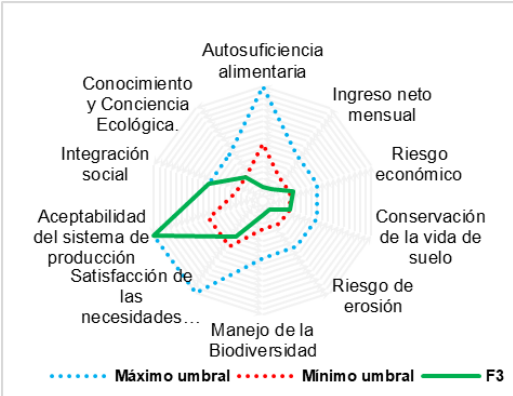 Autosuficiencia
alimentaria
Ingreso neto
mensual
Riesgo
económico
Conservación
de la vida de
suelo
Riesgo de
erosión
Manejo de la
Biodiversidad
Satisfacción de
las
necesidades…
Aceptabilidad
del sistema de
producción
Integración
social
Conocimiento
y Conciencia
Ecológica.
Máximo umbral
Mínimo umbral
F3